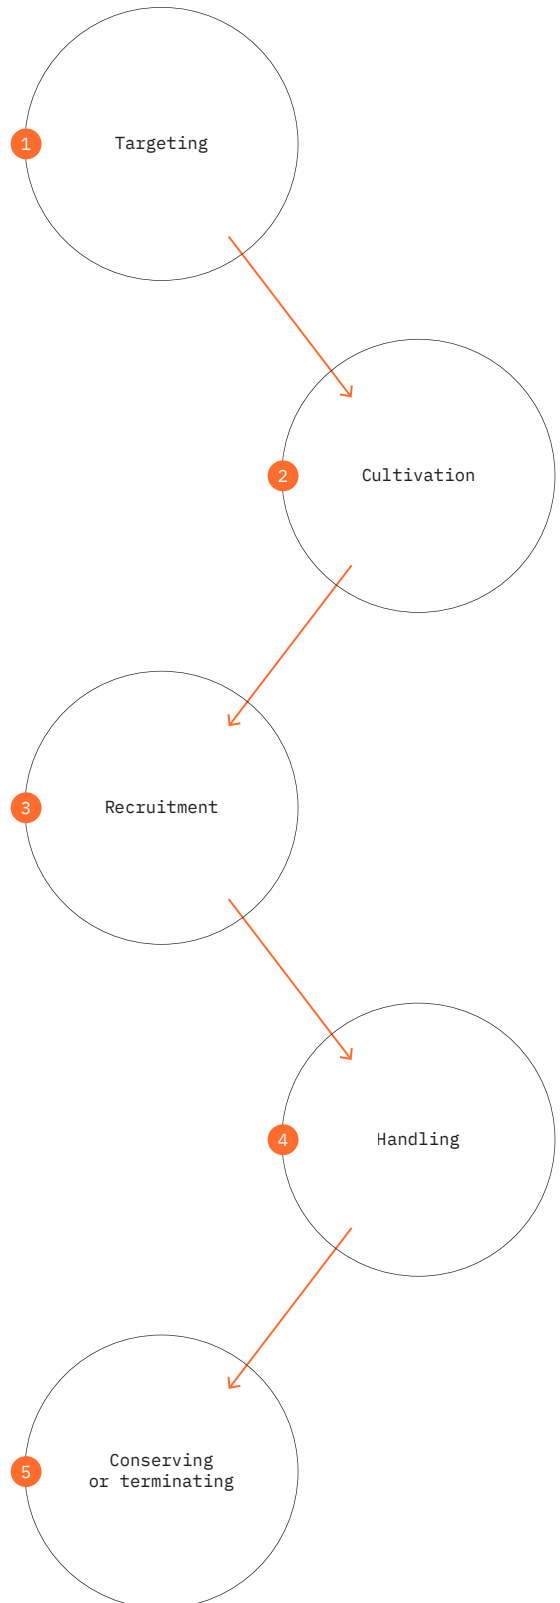 1
Targeting
2
Cultivation
3
Recruitment
4
Handling
5
Conserving
or terminating